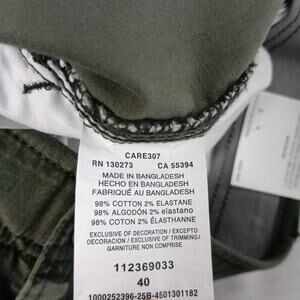 CARE307
RN 130273 CA 55394
MADE IN BANGLADESH
HECHO EN BANGLADESH
FABRIQUÉ AU BANGLADESH
98% COTTON 2% ELASTANE
98% ALGODÓN 2% elastano
98% COTON 2% ÉLASTHANNE
EXCLUSIVE OF DECORATION / EXCEPTO
DECORACION / EXCLUSIVE OF TRIMMING /
GARNITURE NON COMPRISE
112369033
40
1000252396-25B-4501301182